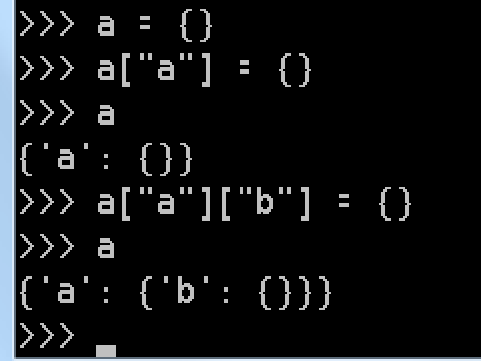 >>> a = {}
>>> a["a"] = {}
>>> a
{'a': {}}
>>> a["a"]["b"] = {}
>>> a
{'a': {'b': {}}}
>>>